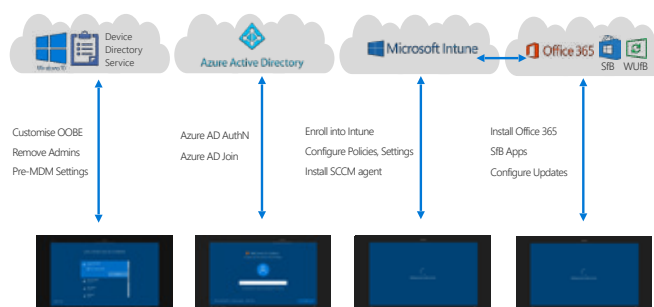 Device
Directory
Service
Windows 10
Azure Active Directory
Microsoft Intune
Office 365
SfB
WUfB
Customise OOBE
Remove Admins
Pre-MDM Settings
Azure AD AuthN
Azure AD Join
Enroll into Intune
Configure Policies, Settings
Install SCCM agent
Install Office 365
SfB Apps
Configure Updates